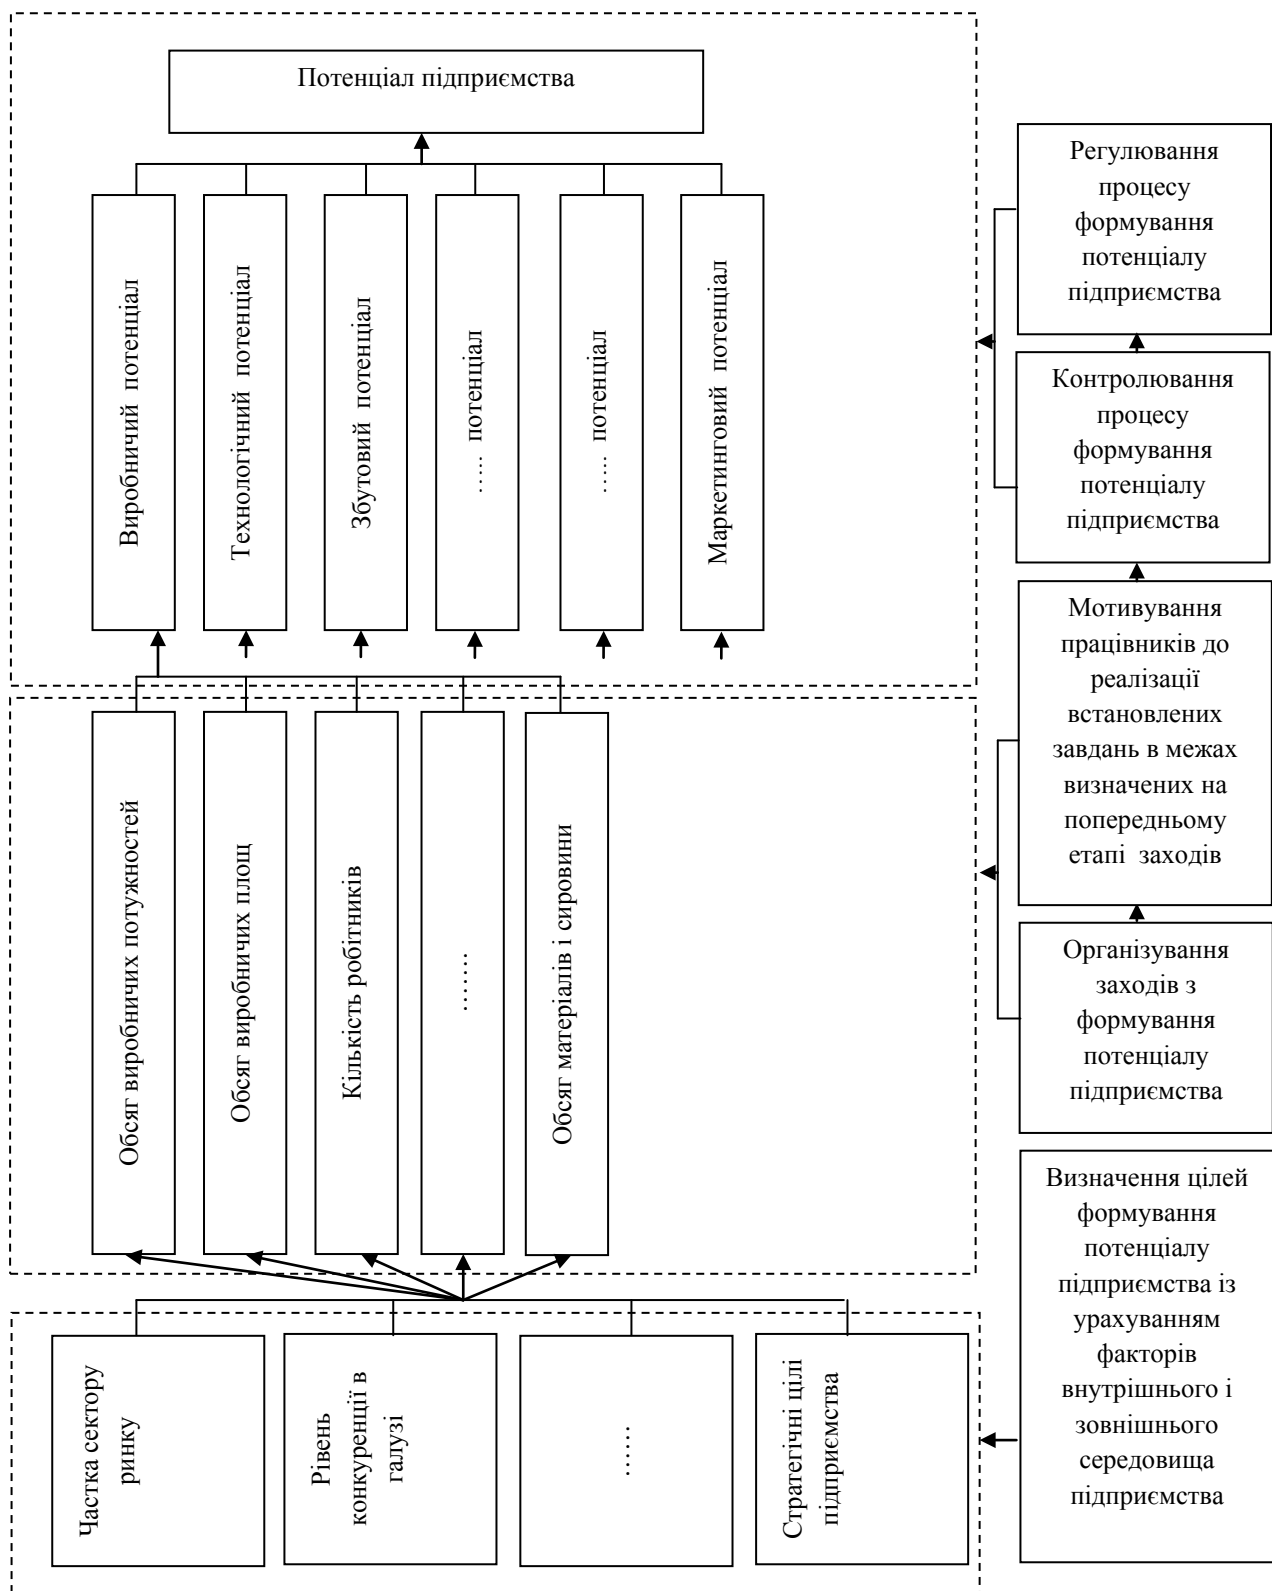 Потенціал підприємства
Виробничий потенціал
Технологічний потенціал
Збутовий потенціал
….. потенціал
….. потенціал
Маркетинговий потенціал
Обсяг виробничих потужностей
Обсяг виробничих площ
Кількість робітників
…….
Обсяг матеріалів і сировини
Частка сектору
ринку
Рівень
конкуренції в
галузі
……
Стратегічні цілі
підприємства
Регулювання
процесу
формування
потенціалу
підприємства
Контролювання
процесу
формування
потенціалу
підприємства
Мотивування
працівників до
реалізації
встановлених
завдань в межах
визначених на
попередньому
етапі заходів
Організування
заходів з
формування
потенціалу
підприємства
Визначення цілей
формування
потенціалу
підприємства із
урахуванням
факторів
внутрішнього і
зовнішнього
середовища
підприємства